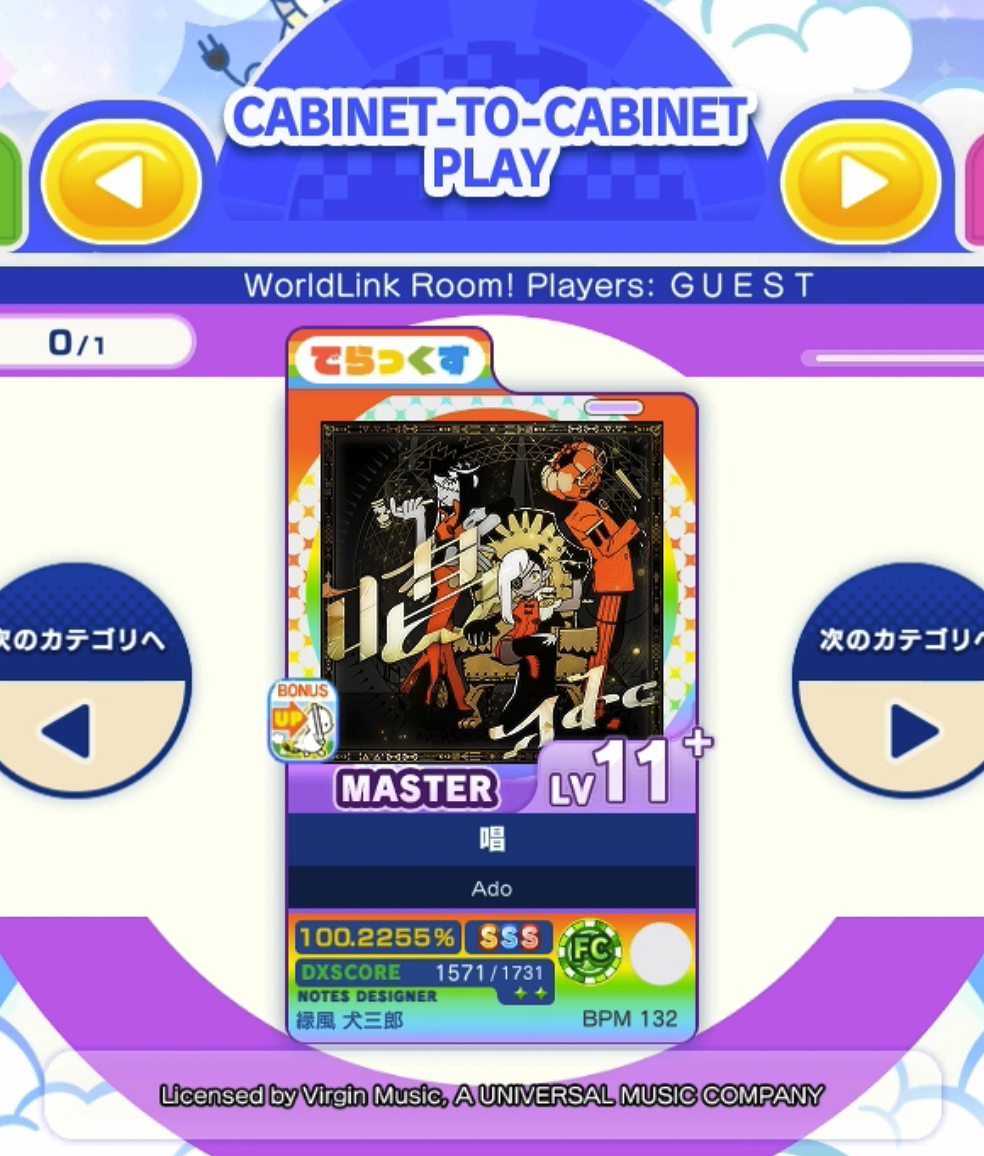 CABINET-TO-CABINET
PLAY
WorldLink Room! Players: GUEST
0/1
でらっくす
唱
Ado
次のカテゴリへ
次のカテゴリへ
BONUS
UP
MASTER
LV11+
唱
Ado
100.2255% SSS
FC
DXSCORE 1571/1731
NOTES DESIGNER
緑風 犬三郎
BPM 132
Licensed by Virgin Music, A UNIVERSAL MUSIC COMPANY